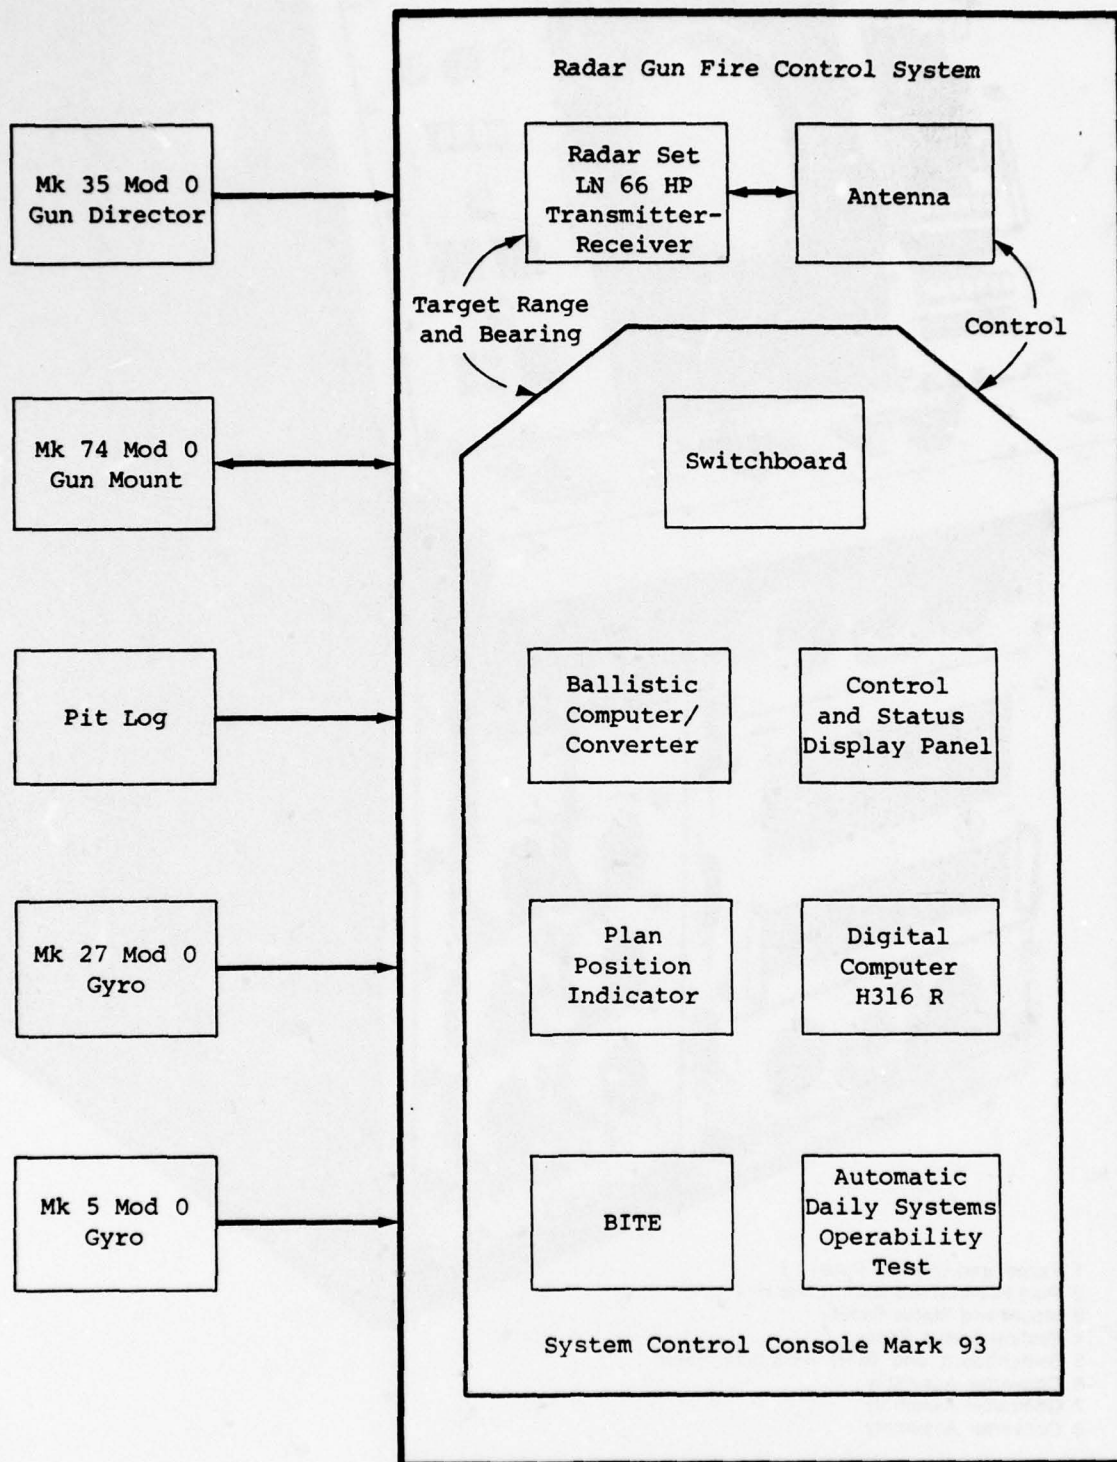 Radar Gun Fire Control System
Mk 35 Mod 0
Gun Director
Radar Set
LN 66 HP
Transmitter-
Receiver
Antenna
Target Range
and Bearing
Control
Mk 74 Mod 0
Gun Mount
Switchboard
Pit Log
Ballistic
Computer/
Converter
Control
and Status
Display Panel
Mk 27 Mod 0
Gyro
Plan
Position
Indicator
Digital
Computer
H316 R
Mk 5 Mod 0
Gyro
BITE
Automatic
Daily Systems
Operability
Test
System Control Console Mark 93